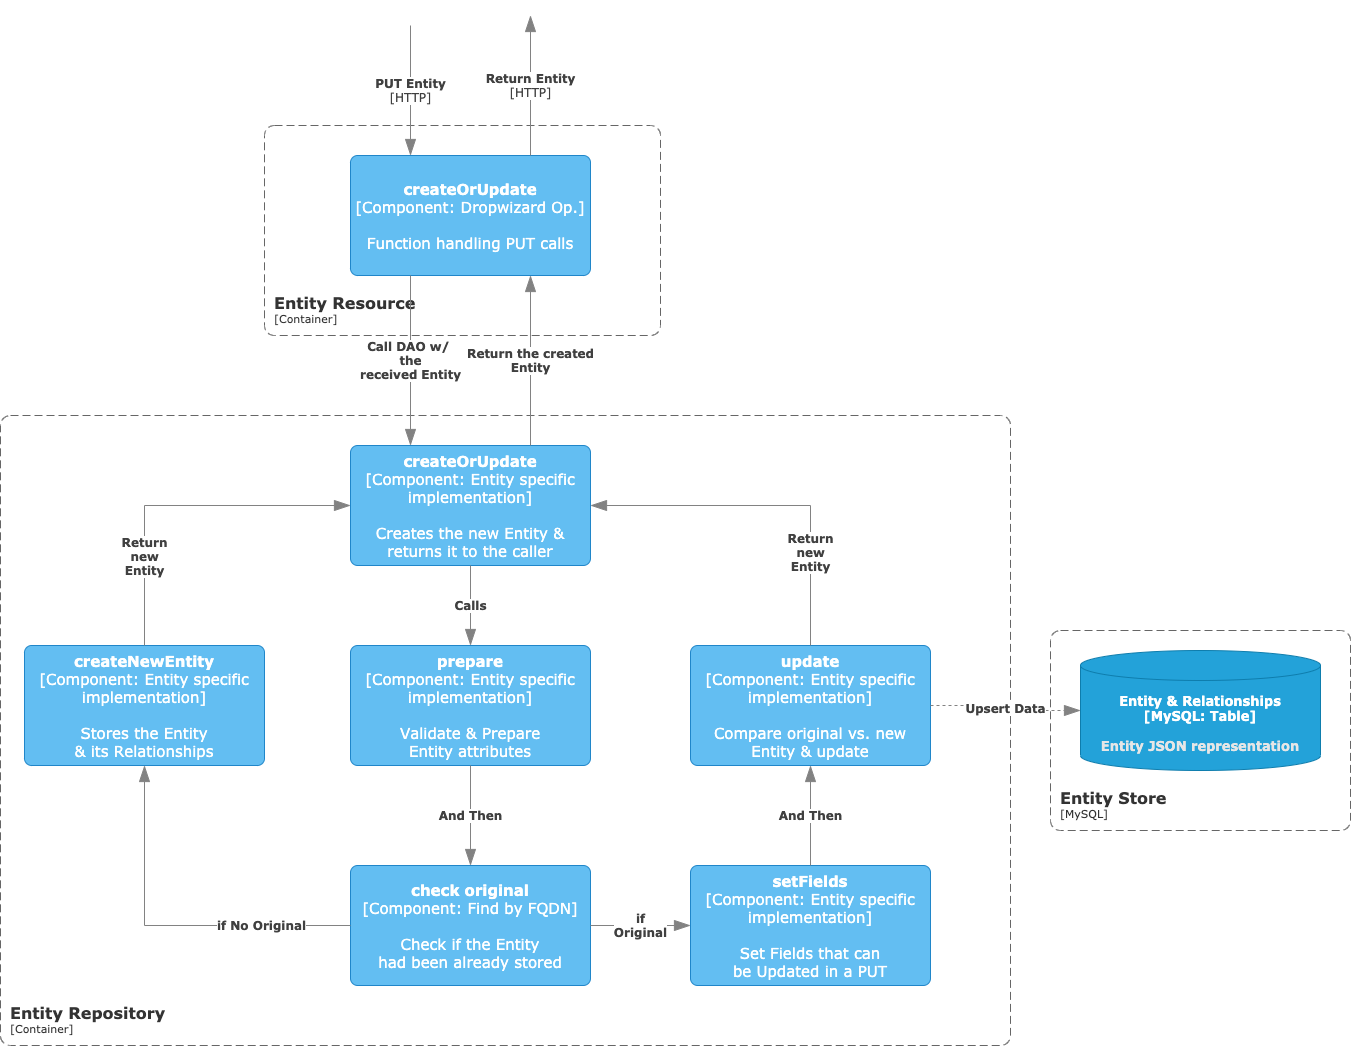 PUT Entity
[HTTP]
Return Entity
[HTTP]
createOrUpdate
[Component: Dropwizard Op.]
Function handling PUT calls
Entity Resource
[Container]
Call DAO w/
the
received Entity
Return the created
Entity
createOrUpdate
[Component: Entity specific
implementation]
Creates the new Entity &
returns it to the caller
Return
new
Entity
Return
new
Entity
Calls
createNewEntity
[Component: Entity specific
implementation]
Stores the Entity
& its Relationships
prepare
[Component: Entity specific
implementation]
Validate & Prepare
Entity attributes
update
[Component: Entity specific
implementation]
Compare original vs. new
Entity & update
Upsert Data
Entity & Relationships
[MySQL: Table]
Entity JSON representation
Entity Store
[MySQL]
And Then
And Then
if No Original
check original
[Component: Find by FQDN]
Check if the Entity
had been already stored
if
Original
setFields
[Component: Entity specific
implementation]
Set Fields that can
be Updated in a PUT
Entity Repository
[Container]